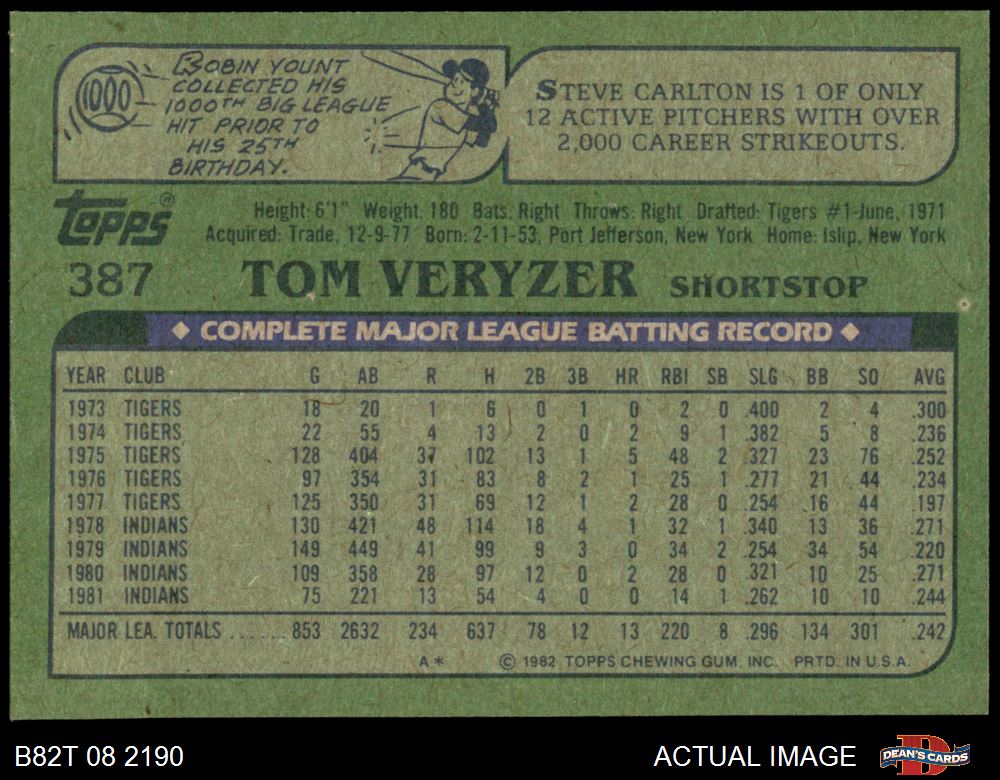 1000
ROBIN YOUNT
COLLECTED HIS
1000TH BIG LEAGUE
HIT PRIOR TO
HIS 25TH
BIRTHDAY.
STEVE CARLTON IS 1 OF ONLY
12 ACTIVE PITCHERS WITH OVER
2,000 CAREER STRIKEOUTS.
topps®
Height: 6'1" Weight: 180 Bats: Right Throws: Right Drafted: Tigers #1-June, 1971
Acquired: Trade, 12-9-77 Born: 2-11-53, Port Jefferson, New York Home: Islip, New York
387 TOM VERYZER SHORTSTOP
◆ COMPLETE MAJOR LEAGUE BATTING RECORD ◆
YEAR CLUB G AB R H 2B 3B HR RBI SB SLG BB SO AVG
1973 TIGERS 18 20 1 6 0 1 0 2 0 .400 2 4 .300
1974 TIGERS 22 55 4 13 2 0 2 9 1 .382 5 8 .236
1975 TIGERS 128 404 37 102 13 1 5 48 2 .327 23 76 .252
1976 TIGERS 97 354 31 83 8 2 1 25 1 .277 21 44 .234
1977 TIGERS 125 350 31 69 12 1 2 28 0 .254 16 44 .197
1978 INDIANS 130 421 48 114 18 4 1 32 1 .340 13 36 .271
1979 INDIANS 149 449 41 99 9 3 0 34 2 .254 34 54 .220
1980 INDIANS 109 358 28 97 12 0 2 28 0 .321 10 25 .271
1981 INDIANS 75 221 13 54 4 0 0 14 1 .262 10 10 .244
MAJOR LEA. TOTALS ...... 853 2632 234 637 78 12 13 220 8 .296 134 301 .242
A* © 1982 TOPPS CHEWING GUM, INC. PRTD. IN U.S.A.
B82T 08 2190 ACTUAL IMAGE DEAN'S CARDS